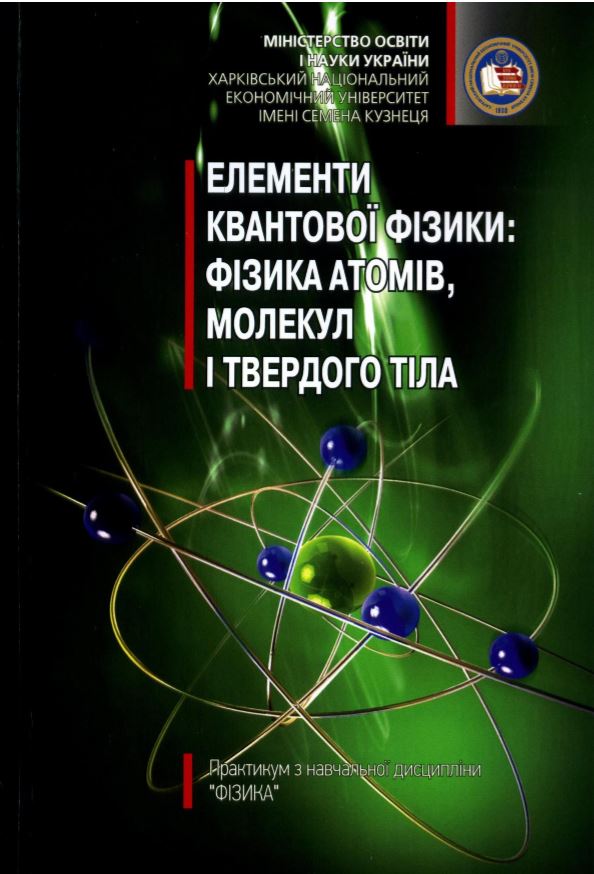 МІНІСТЕРСТВО ОСВІТИ
І НАУКИ УКРАЇНИ
ХАРКІВСЬКИЙ НАЦІОНАЛЬНИЙ
ЕКОНОМІЧНИЙ УНІВЕРСИТЕТ
ІМЕНІ СЕМЕНА КУЗНЕЦЯ
ЕЛЕМЕНТИ
КВАНТОВОЇ ФІЗИКИ:
ФІЗИКА АТОМІВ,
МОЛЕКУЛ
І ТВЕРДОГО ТІЛА
Практикум з навчальної дисципліни
"ФІЗИКА"